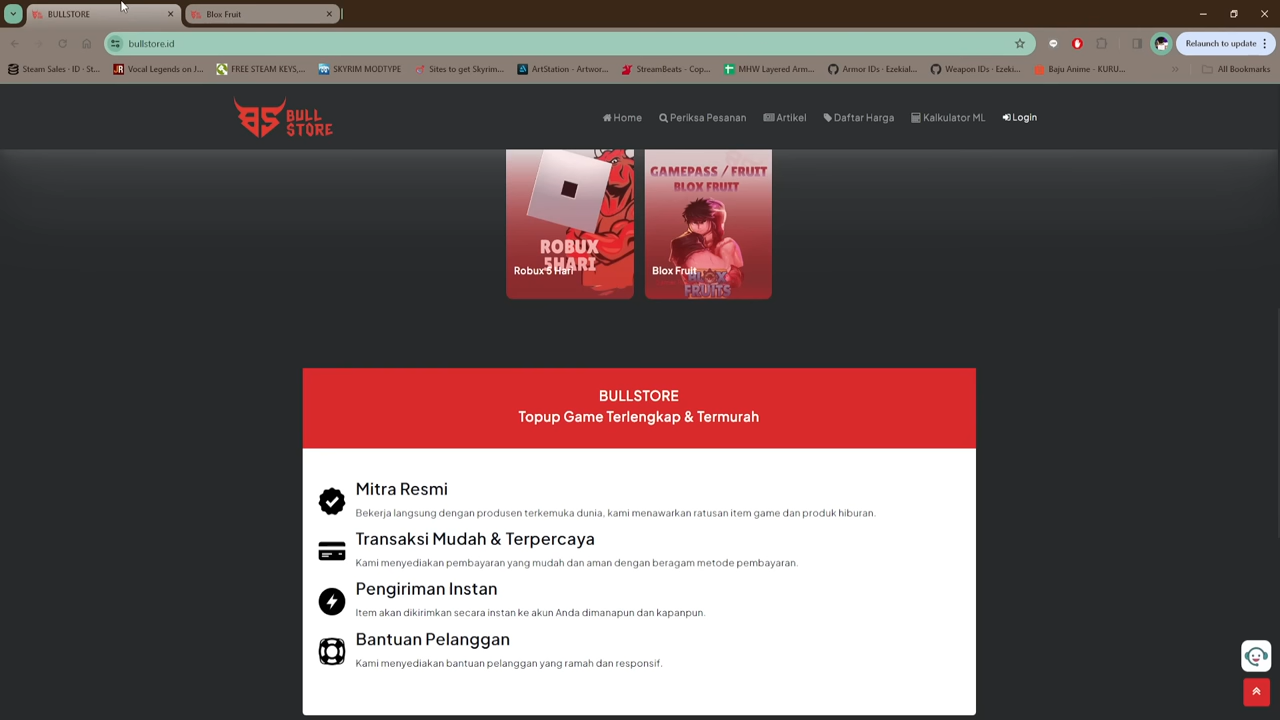 BULLSTORE
Blox Fruit
bullstore.id
Relaunch to update
Steam Sales - ID - St...
Vocal Legends on J...
FREE STEAM KEYS,...
SKYRIM MODTYPE
Sites to get Skyrim...
ArtStation - Artwor...
StreamBeats - Cop...
MHW Layered Arm...
Armor IDs · Ezekial...
Weapon IDs · Ezeki...
Baju Anime - KURU...
All Bookmarks
BS BULL STORE
Home
Periksa Pesanan
Artikel
Daftar Harga
Kalkulator ML
Login
ROBUX
5HARI
Robux 5 Hari
GAMEPASS / FRUIT
BLOX FRUIT
Blox Fruit
BLOX
FRUITS
BULLSTORE
Topup Game Terlengkap & Termurah
Mitra Resmi
Bekerja langsung dengan produsen terkemuka dunia, kami menawarkan ratusan item game dan produk hiburan.
Transaksi Mudah & Terpercaya
Kami menyediakan pembayaran yang mudah dan aman dengan beragam metode pembayaran.
Pengiriman Instan
Item akan dikirimkan secara instan ke akun Anda dimanapun dan kapanpun.
Bantuan Pelanggan
Kami menyediakan bantuan pelanggan yang ramah dan responsif.